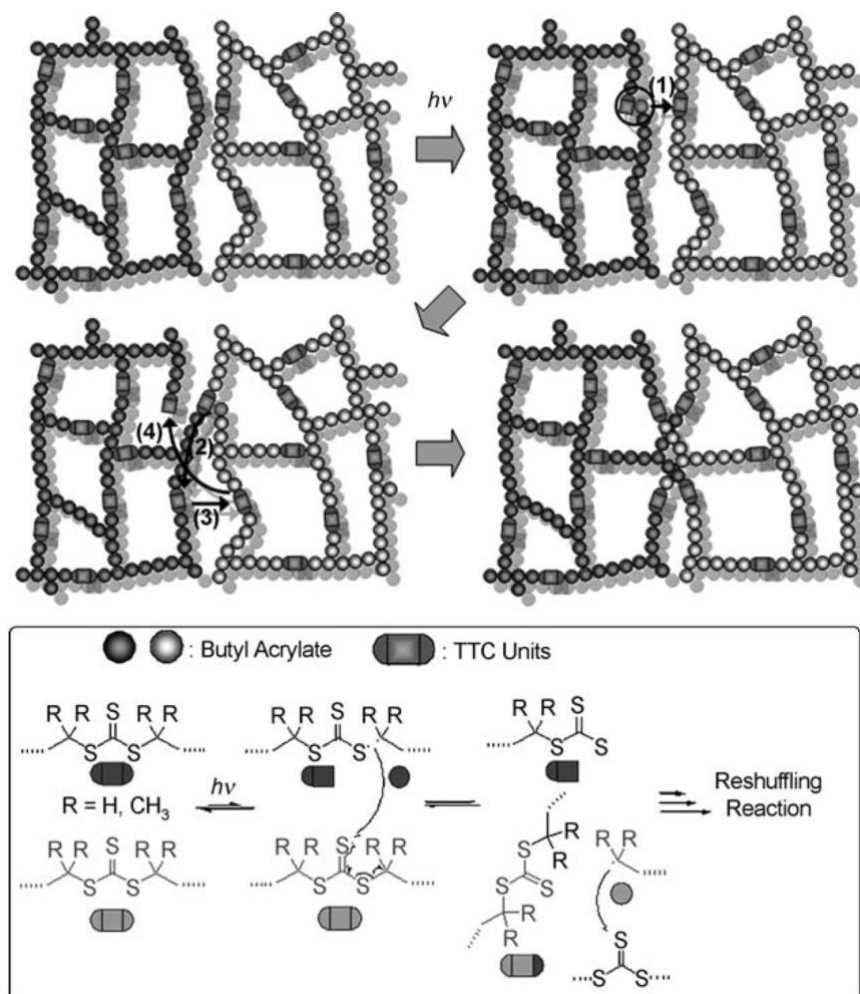 hν
(1)
(4)
(2)
(3)
: Butyl Acrylate
: TTC Units
R R S R R
S S
R = H, CH₃
hν
R R S R R
S S
R R S R R
S S
R R S R R
S S
R R S
S S
R
S R
S S
S R
R
R R
S
S S
Reshuffling
Reaction